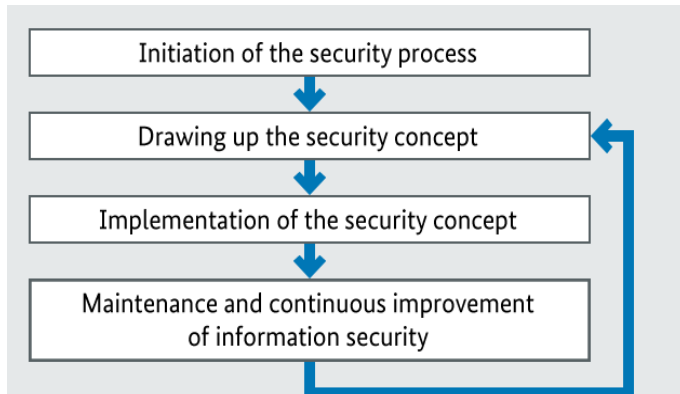 Initiation of the security process
Drawing up the security concept
Implementation of the security concept
Maintenance and continuous improvement
of information security